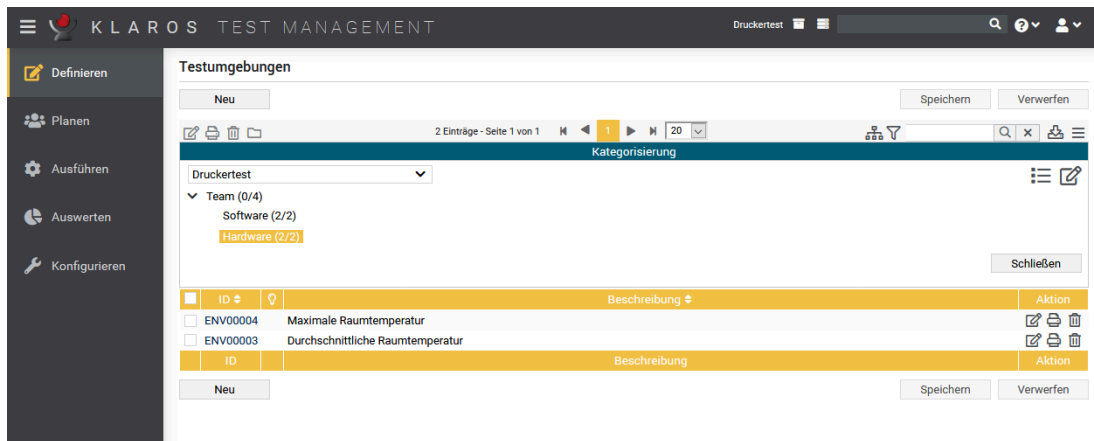 KLAROS TEST MANAGEMENT
Druckertest
Definieren
Planen
Ausführen
Auswerten
Konfigurieren
Testumgebungen
Neu
Speichern
Verwerfen
2 Einträge - Seite 1 von 1
1
20
Kategorisierung
Druckertest
Team (0/4)
Software (2/2)
Hardware (2/2)
Schließen
ID Beschreibung Aktion
ENV00004 Maximale Raumtemperatur
ENV00003 Durchschnittliche Raumtemperatur
ID Beschreibung Aktion
Neu
Speichern
Verwerfen